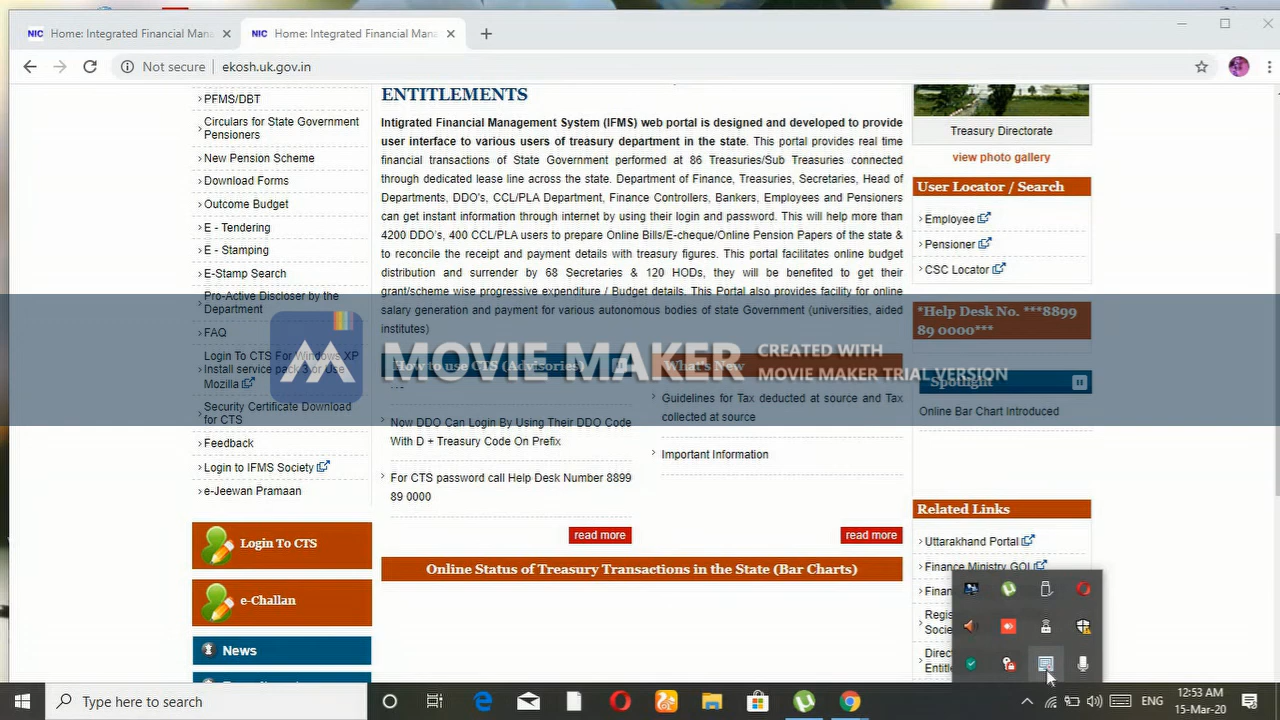 NIC Home: Integrated Financial Mana
NIC Home: Integrated Financial Mana
Not secure
ekosh.uk.gov.in
PFMS/DBT
Circulars for State Government
Pensioners
New Pension Scheme
Download Forms
Outcome Budget
E - Tendering
E - Stamping
E-Stamp Search
Pro-Active Discloser by the
Department
FAQ
Login To CTS For Windows XP
Install service pack 3 or Use
Mozilla
Security Certificate Download
for CTS
Feedback
Login to IFMS Society
e-Jeewan Pramaan
Login To CTS
e-Challan
News
ENTITLEMENTS
Intigrated Financial Management System (IFMS) web portal is designed and developed to provide
user interface to various users of treasury department in the state. This portal provides real time
financial transactions of State Government performed at 86 Treasuries/Sub Treasuries connected
through dedicated lease line across the state. Department of Finance, Treasuries, Secretaries, Head of
Departments, DDO's, CCL/PLA Department, Finance Controllers, Bankers, Employees and Pensioners
can get instant information through internet by using their login and password. This will help more than
4200 DDO's, 400 CCL/PLA users to prepare Online Bills/E-cheque/Online Pension Papers of the state &
to reconcile the receipt and payment details with treasury figures. This portal facilitates online budget
distribution and surrender by 68 Secretaries & 120 HODs, they will be benefited to get their
grant/scheme wise progressive expenditure / Budget details. This Portal also provides facility for online
salary generation and payment for various autonomous bodies of state Government (universities, aided
institutes)
How to use CTS (Advisories)
Now DDO Can Login By Using Their DDO Code
With D + Treasury Code On Prefix
For CTS password call Help Desk Number 8899
89 0000
read more
What's New
Guidelines for Tax deducted at source and Tax
collected at source
Important Information
read more
Online Status of Treasury Transactions in the State (Bar Charts)
Treasury Directorate
view photo gallery
User Locator / Search
Employee
Pensioner
CSC Locator
*Help Desk No. ***8899
89 0000***
Spotlight
Online Bar Chart Introduced
Related Links
Uttarakhand Portal
Finance Ministry GOI
Finan
Regis
Socie
Direc
Entitl
MOVIE MAKER
CREATED WITH
MOVIE MAKER TRIAL VERSION
Type here to search
ENG
12:53 AM
15-Mar-20